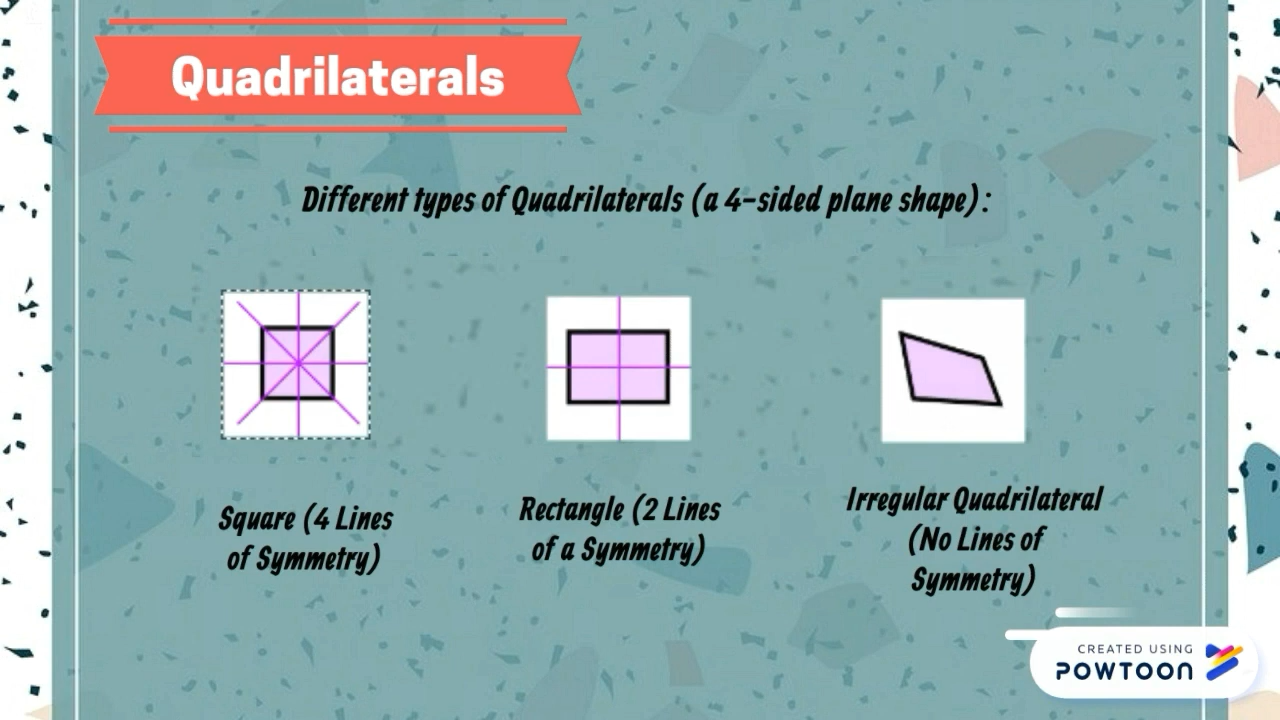 Quadrilaterals
Different types of Quadrilaterals (a 4-sided plane shape):
Square (4 Lines
of Symmetry)
Rectangle (2 Lines
of a Symmetry)
Irregular Quadrilateral
(No Lines of
Symmetry)
CREATED USING
POWTOON